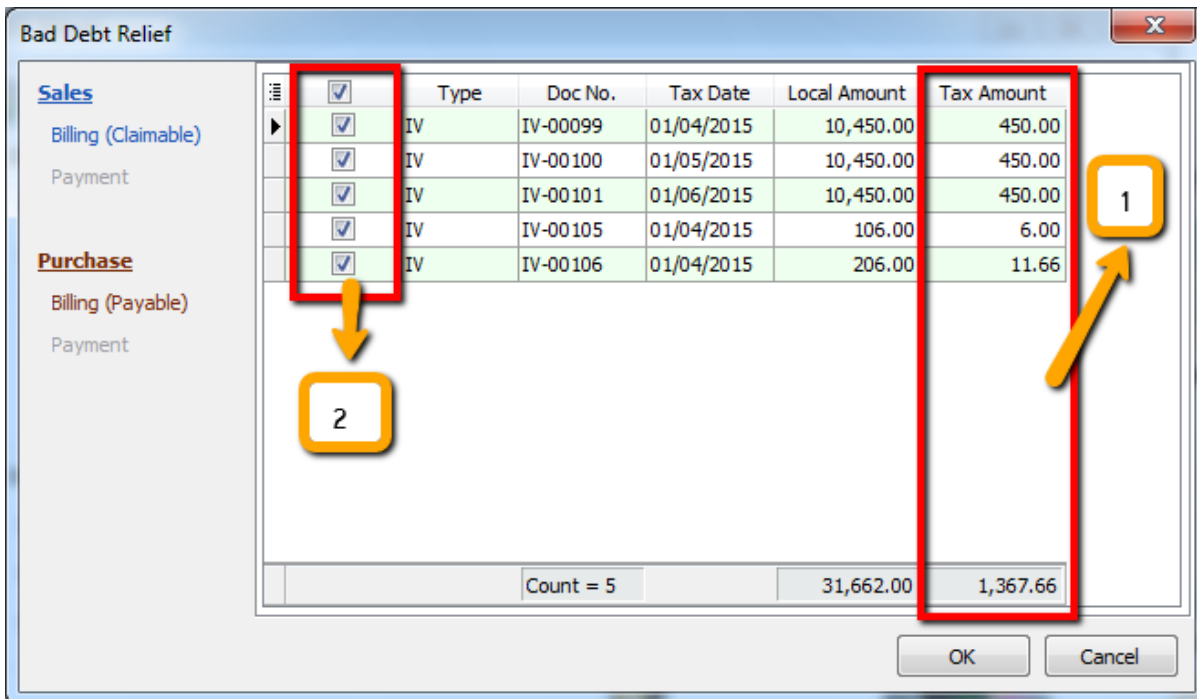 Bad Debt Relief
Sales
Billing (Claimable)
Payment
Purchase
Billing (Payable)
Payment
Type Doc No. Tax Date Local Amount Tax Amount
IV IV-00099 01/04/2015 10,450.00 450.00
IV IV-00100 01/05/2015 10,450.00 450.00
IV IV-00101 01/06/2015 10,450.00 450.00
IV IV-00105 01/04/2015 106.00 6.00
IV IV-00106 01/04/2015 206.00 11.66
1
2
Count = 5 31,662.00 1,367.66
OK Cancel